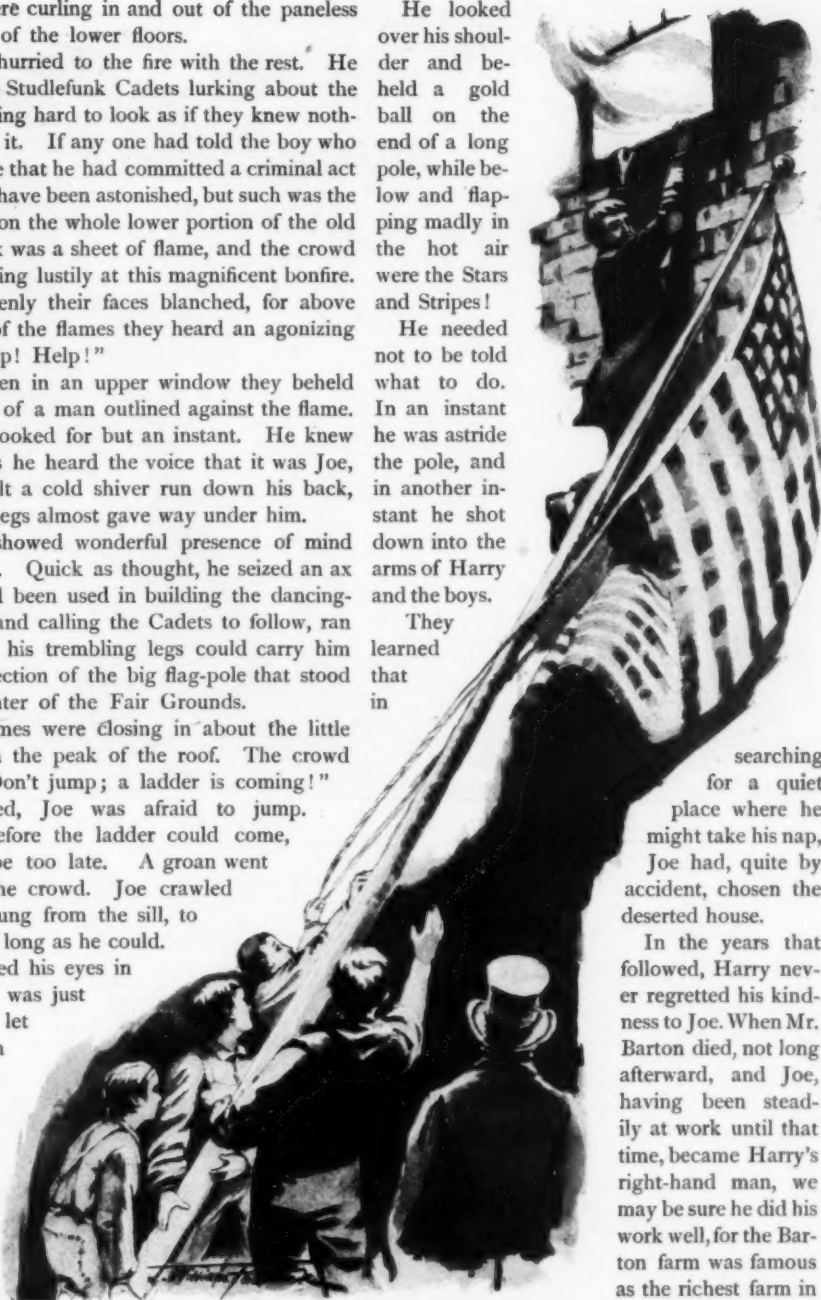 re curling in and out of the paneless
of the lower floors.
hurried to the fire with the rest. He
Studlefunk Cadets lurking about the
ing hard to look as if they knew noth-
it. If any one had told the boy who
e that he had committed a criminal act
have been astonished, but such was the
on the whole lower portion of the old
k was a sheet of flame, and the crowd
ing lustily at this magnificent bonfire.
enly their faces blanched, for above
of the flames they heard an agonizing
p! Help!”
en in an upper window they beheld
of a man outlined against the flame.
ooked for but an instant. He knew
s he heard the voice that it was Joe,
lt a cold shiver run down his back,
egs almost gave way under him.
showed wonderful presence of mind
. Quick as thought, he seized an ax
d been used in building the dancing-
and calling the Cadets to follow, ran
his trembling legs could carry him
ection of the big flag-pole that stood
nter of the Fair Grounds.
mes were closing in about the little
n the peak of the roof. The crowd
Don't jump; a ladder is coming!”
ed, Joe was afraid to jump.
efore the ladder could come,
be too late. A groan went
he crowd. Joe crawled
ung from the sill, to
long as he could.
ed his eyes in
was just
let
n
He looked
over his shoul-
der and be-
held a gold
ball on the
end of a long
pole, while be-
low and flap-
ping madly in
the hot air
were the Stars
and Stripes!
He needed
not to be told
what to do.
In an instant
he was astride
the pole, and
in another in-
stant he shot
down into the
arms of Harry
and the boys.
They
learned
that
in
searching
for a quiet
place where he
might take his nap,
Joe had, quite by
accident, chosen the
deserted house.
In the years that
followed, Harry nev-
er regretted his kind-
ness to Joe. When Mr.
Barton died, not long
afterward, and Joe,
having been stead-
ily at work until that
time, became Harry's
right-hand man, we
may be sure he did his
work well, for the Bar-
ton farm was famous
as the richest farm in